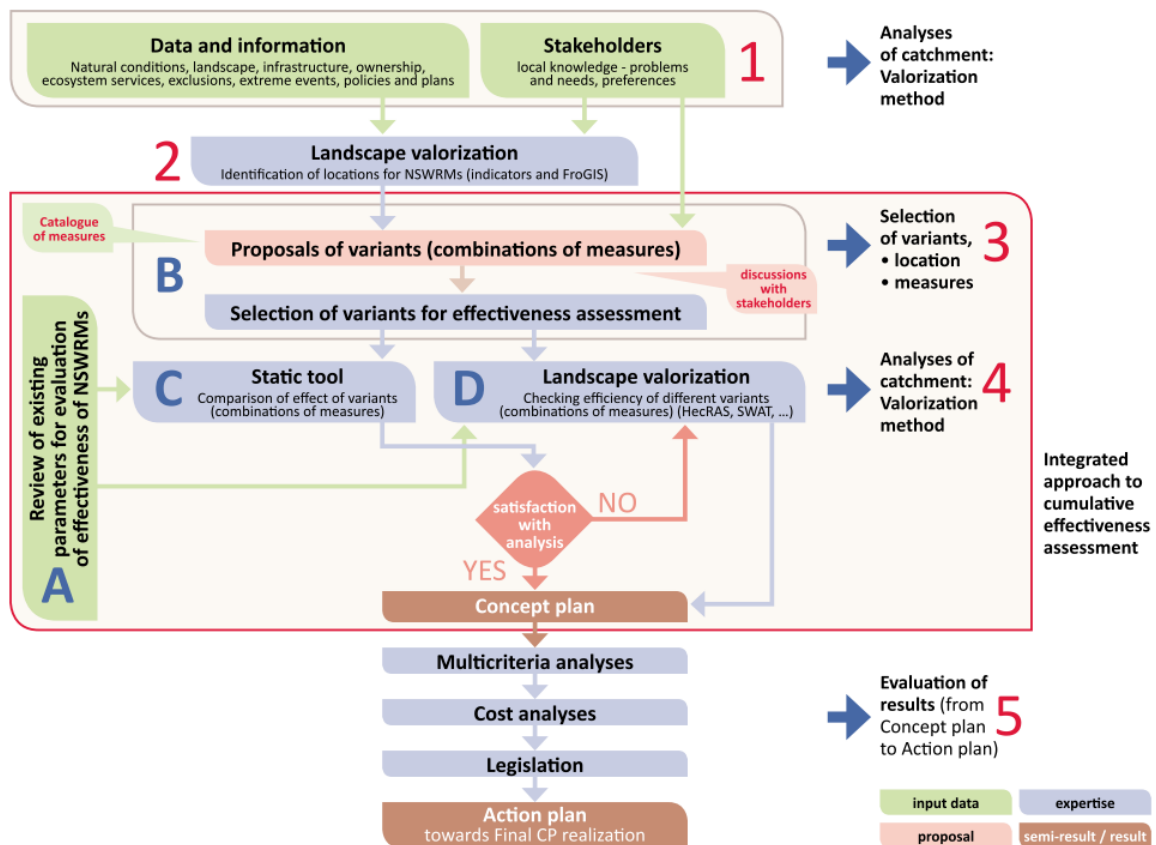 Data and information
Natural conditions, landscape, infrastructure, ownership,
ecosystem services, exclusions, extreme events, policies and plans
Stakeholders
local knowledge - problems
and needs, preferences
1
Analyses
of catchment:
Valorization
method
2
Landscape valorization
Identification of locations for NSWRMs (indicators and FroGIS)
Catalogue
of measures
B
Proposals of variants (combinations of measures)
discussions
with
stakeholders
Selection of variants for effectiveness assessment
Selection
of variants,
• location
• measures
3
Review of existing
parameters for evaluation
of effectiveness of NSWRMs
A
C
Static tool
Comparison of effect of variants
(combinations of measures)
D
Landscape valorization
Checking efficiency of different variants
(combinations of measures) (HecRAS, SWAT, ...)
Analyses of
catchment:
Valorization
method
4
satisfaction
with
analysis
NO
YES
Concept plan
Integrated
approach to
cumulative
effectiveness
assessment
Multicriteria analyses
Cost analyses
Legislation
Action plan
towards Final CP realization
Evaluation of
results (from
Concept plan
to Action plan)
5
input data
expertise
proposal
semi-result / result